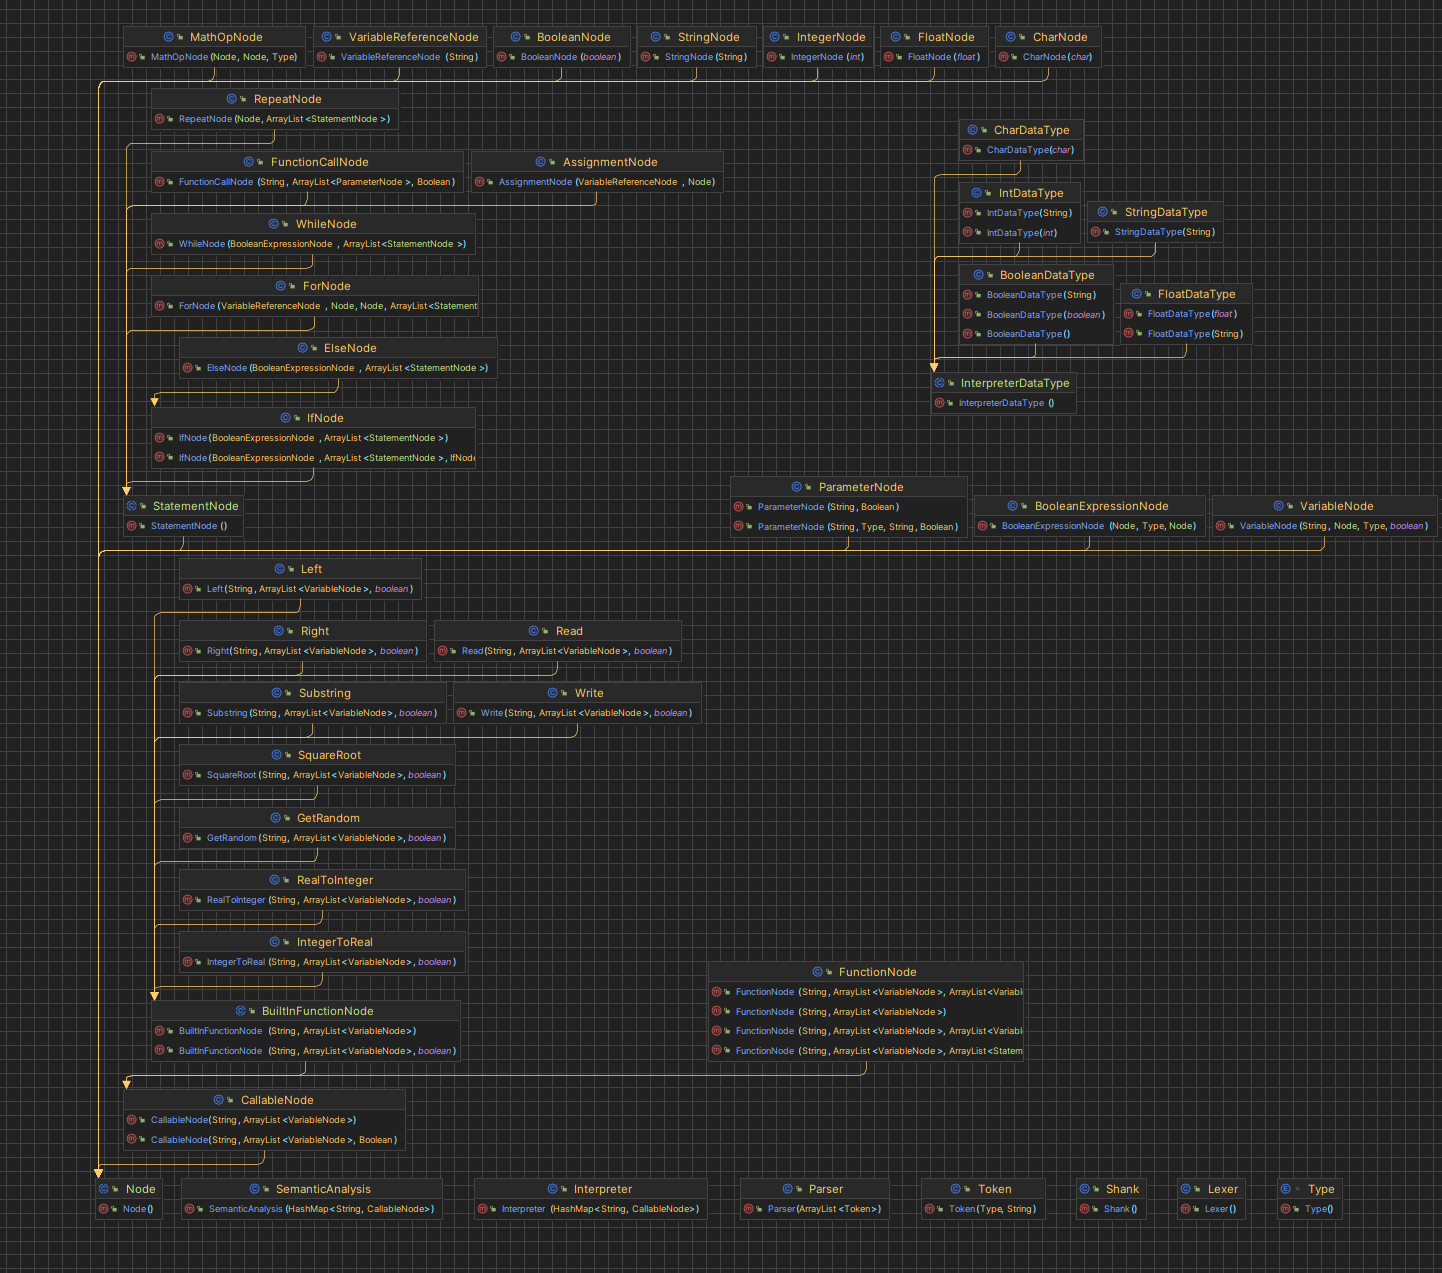 MathOpNode
MathOpNode(Node, Node, Type)
VariableReferenceNode
VariableReferenceNode (String)
BooleanNode
BooleanNode(boolean)
StringNode
StringNode(String)
IntegerNode
IntegerNode (int)
FloatNode
FloatNode(float)
CharNode
CharNode(char)
RepeatNode
RepeatNode(Node, ArrayList<StatementNode>)
CharDataType
CharDataType(char)
FunctionCallNode
FunctionCallNode (String, ArrayList<ParameterNode>, Boolean)
AssignmentNode
AssignmentNode (VariableReferenceNode , Node)
IntDataType
IntDataType(String)
IntDataType(int)
StringDataType
StringDataType(String)
WhileNode
WhileNode(BooleanExpressionNode , ArrayList<StatementNode>)
ForNode
ForNode(VariableReferenceNode , Node, Node, ArrayList<Statement
BooleanDataType
BooleanDataType(String)
BooleanDataType(boolean)
BooleanDataType()
FloatDataType
FloatDataType(float)
FloatDataType(String)
ElseNode
ElseNode(BooleanExpressionNode , ArrayList<StatementNode>)
InterpreterDataType
InterpreterDataType ()
IfNode
IfNode(BooleanExpressionNode , ArrayList<StatementNode>)
IfNode(BooleanExpressionNode , ArrayList<StatementNode>, IfNode
StatementNode
StatementNode ()
ParameterNode
ParameterNode (String, Boolean)
ParameterNode (String, Type, String, Boolean)
BooleanExpressionNode
BooleanExpressionNode (Node, Type, Node)
VariableNode
VariableNode(String, Node, Type, boolean)
Left
Left(String, ArrayList<VariableNode>, boolean)
Right
Right(String, ArrayList<VariableNode>, boolean)
Read
Read(String, ArrayList<VariableNode>, boolean)
Substring
Substring(String, ArrayList<VariableNode>, boolean)
Write
Write(String, ArrayList<VariableNode>, boolean)
SquareRoot
SquareRoot(String, ArrayList<VariableNode>, boolean)
GetRandom
GetRandom(String, ArrayList<VariableNode>, boolean)
RealToInteger
RealToInteger (String, ArrayList<VariableNode>, boolean)
IntegerToReal
IntegerToReal (String, ArrayList<VariableNode>, boolean)
BuiltInFunctionNode
BuiltInFunctionNode (String, ArrayList<VariableNode>)
BuiltInFunctionNode (String, ArrayList<VariableNode>, boolean)
FunctionNode
FunctionNode (String, ArrayList<VariableNode>, ArrayList<Variabl
FunctionNode (String, ArrayList<VariableNode>)
FunctionNode (String, ArrayList<VariableNode>, ArrayList<Variabl
FunctionNode (String, ArrayList<VariableNode>, ArrayList<Statem
CallableNode
CallableNode(String, ArrayList<VariableNode>)
CallableNode(String, ArrayList<VariableNode>, Boolean)
Node
Node()
SemanticAnalysis
SemanticAnalysis(HashMap<String, CallableNode>)
Interpreter
Interpreter (HashMap<String, CallableNode>)
Parser
Parser(ArrayList<Token>)
Token
Token(Type, String)
Shank
Shank()
Lexer
Lexer()
Type
Type()